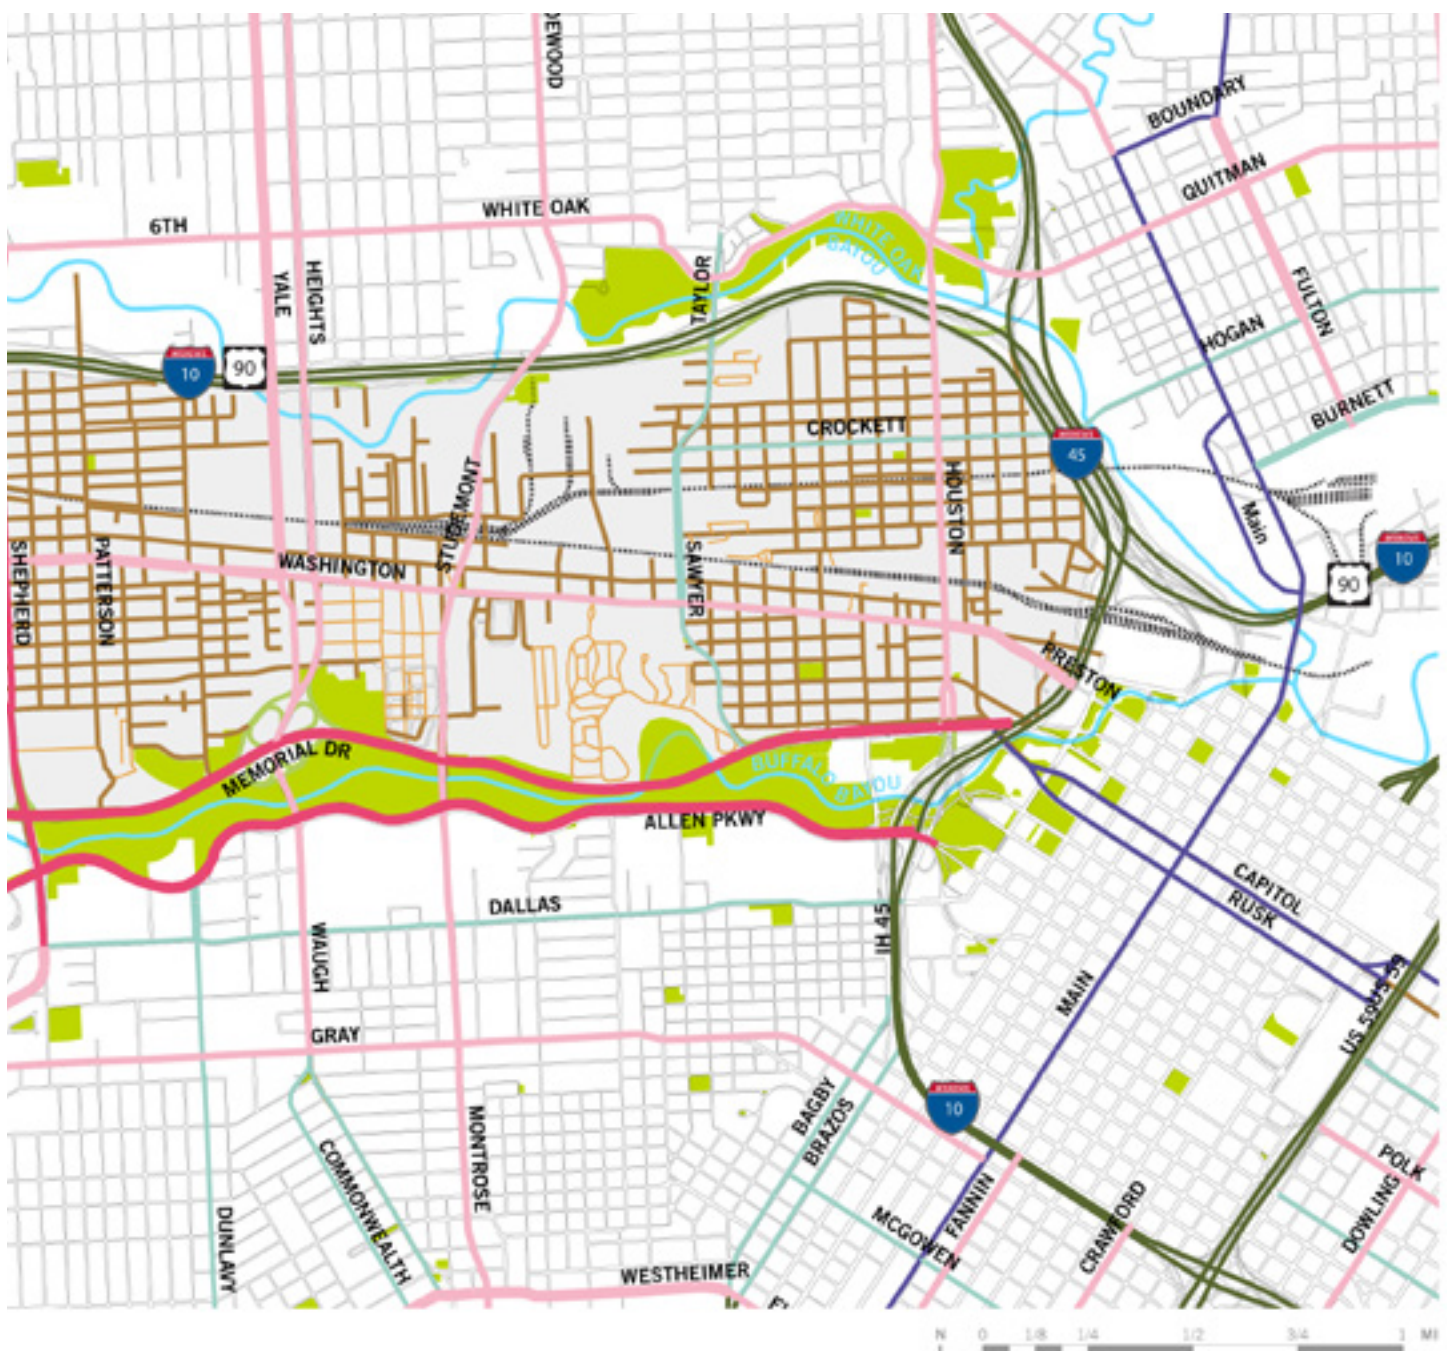 BOUNDARY
QUITMAN
WHITE OAK
6TH
WHITE OAK
BAYOU
TAYLOR
YALE
HEIGHTS
FULTON
HOGAN
10
90
BURNETT
CROCKETT
45
HOUSTON
STUDEMONT
Main
SHEPHERD
PATTERSON
WASHINGTON
SAWYER
10
90
PRESTON
MEMORIAL DR
BUFFALO
BAYOU
ALLEN PKWY
CAPITOL
RUSK
DALLAS
IH 45
WAUGH
MAIN
US 59
US 59
GRAY
10
BAGBY
BRAZOS
MONTROSE
COMMONWEALTH
DUNLAVY
POLK
DOWLING
FANNIN
MCGOWEN
CRAWFORD
WESTHEIMER
N 0 1/8 1/4 1/2 3/4 1 MI